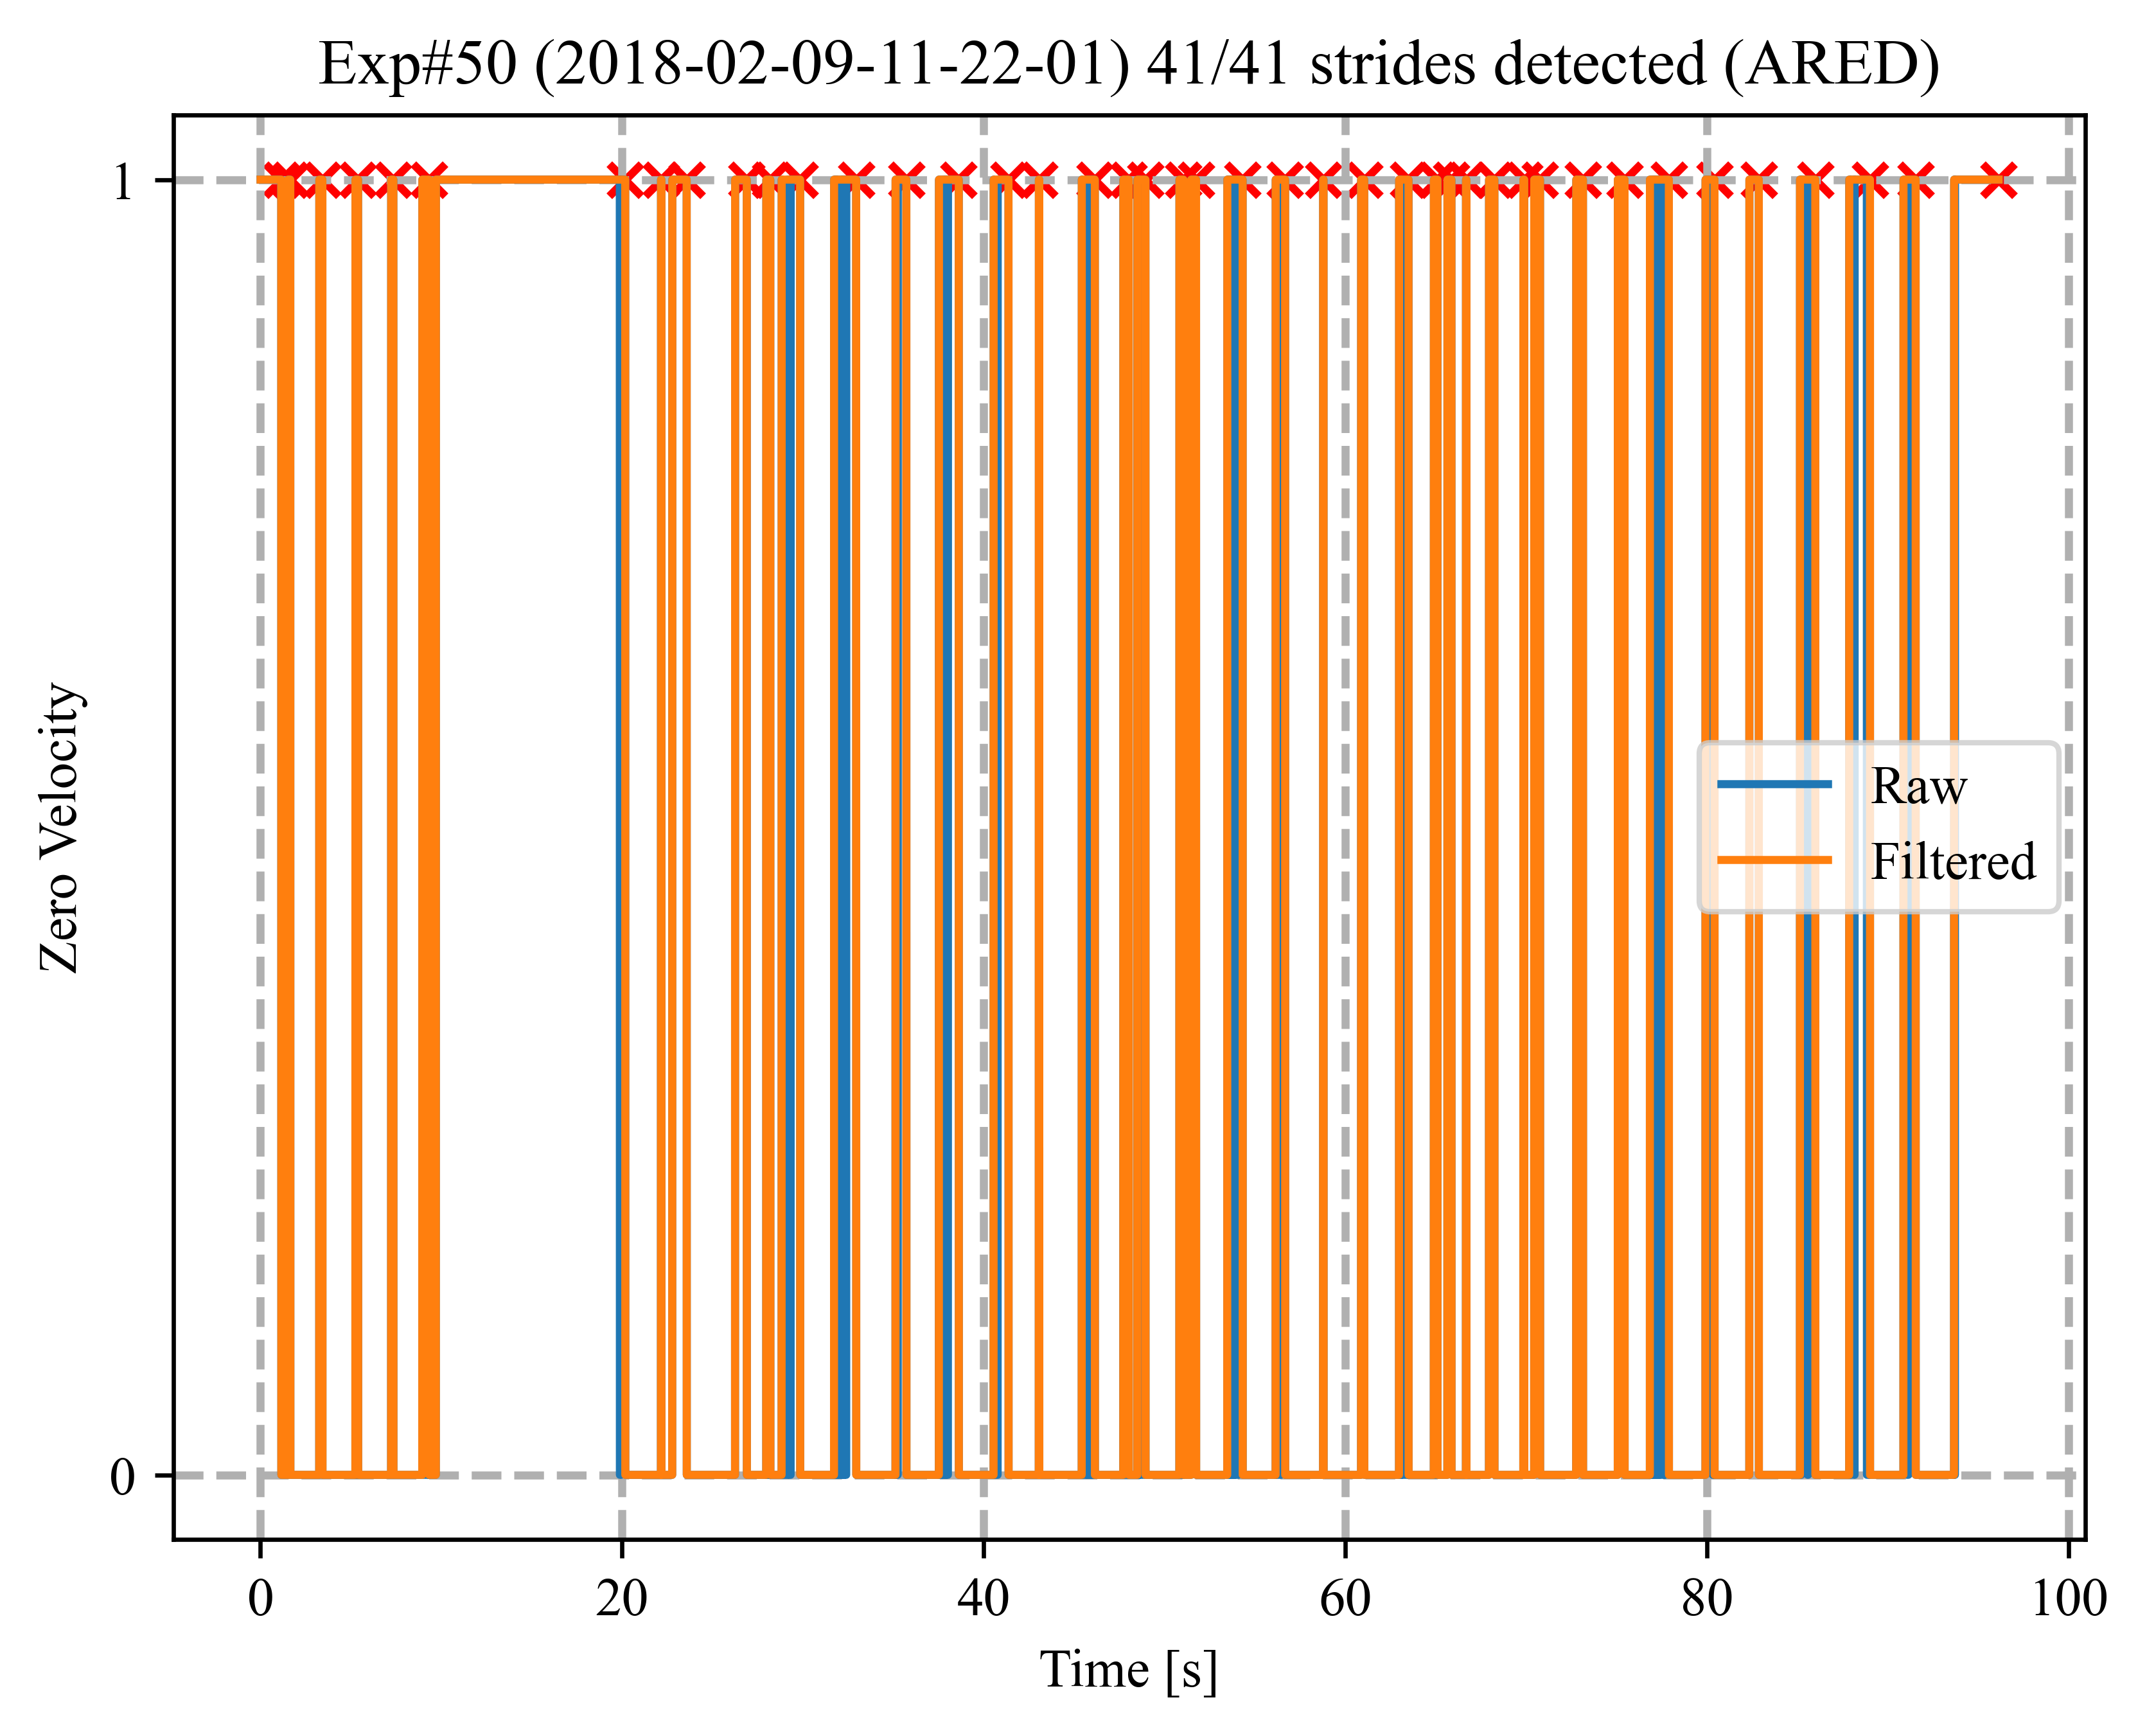 Exp#50 (2018-02-09-11-22-01) 41/41 strides detected (ARED)
1
Zero Velocity
Raw
Filtered
0
0 20 40 60 80 100
Time [s]